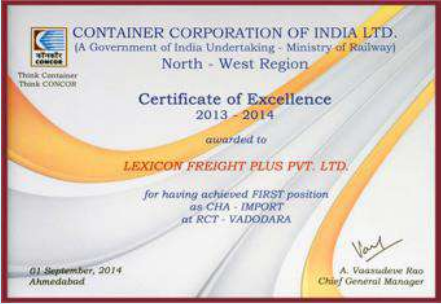 CONTAINER CORPORATION OF INDIA LTD.
(A Government of India Undertaking - Ministry of Railway)
North - West Region
कॉनकॉर
CONCOR
Think Container
Think CONCOR
Certificate of Excellence
2013 - 2014
awarded to
LEXICON FREIGHT PLUS PVT. LTD.
for having achieved FIRST position
as CHA - IMPORT
at RCT - VADODARA
01 September, 2014
Ahmedabad
A. Vaasudeve Rao
Chief General Manager